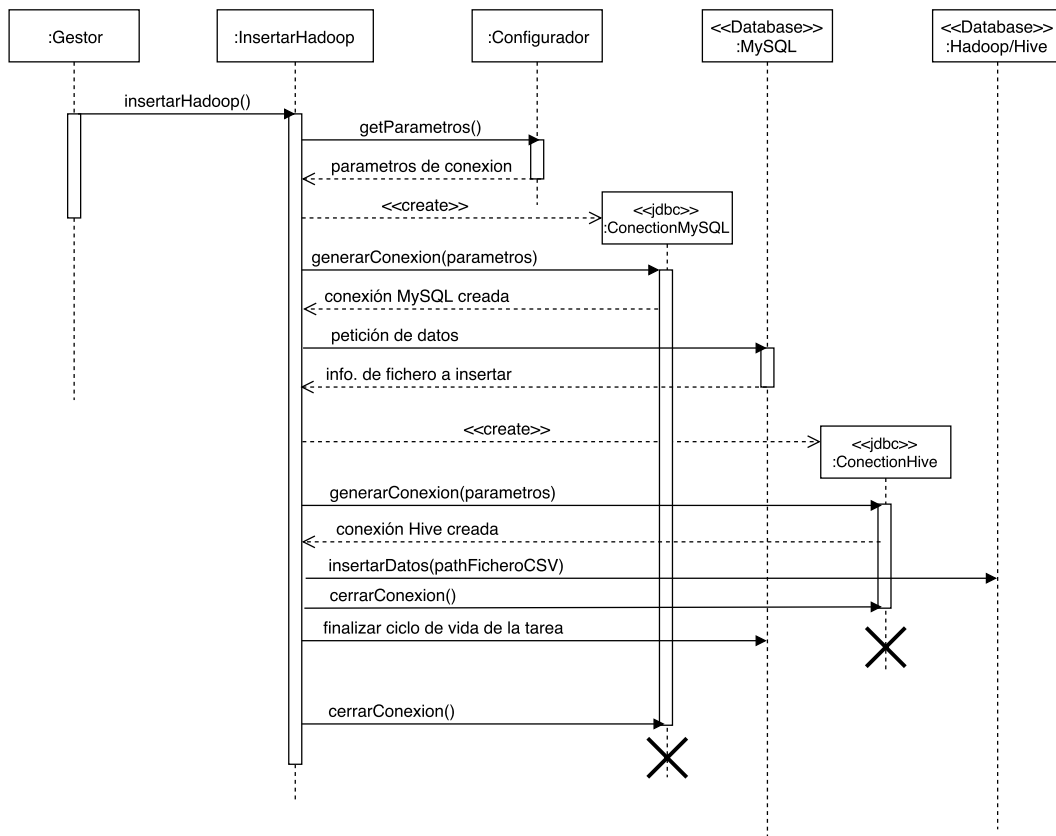 :Gestor
:InsertarHadoop
:Configurador
<<Database>>
:MySQL
<<Database>>
:Hadoop/Hive
insertarHadoop()
getParametros()
parametros de conexion
<<create>>
<<jdbc>>
:ConectionMySQL
generarConexion(parametros)
conexión MySQL creada
petición de datos
info. de fichero a insertar
<<create>>
<<jdbc>>
:ConectionHive
generarConexion(parametros)
conexión Hive creada
insertarDatos(pathFicheroCSV)
cerrarConexion()
finalizar ciclo de vida de la tarea
cerrarConexion()